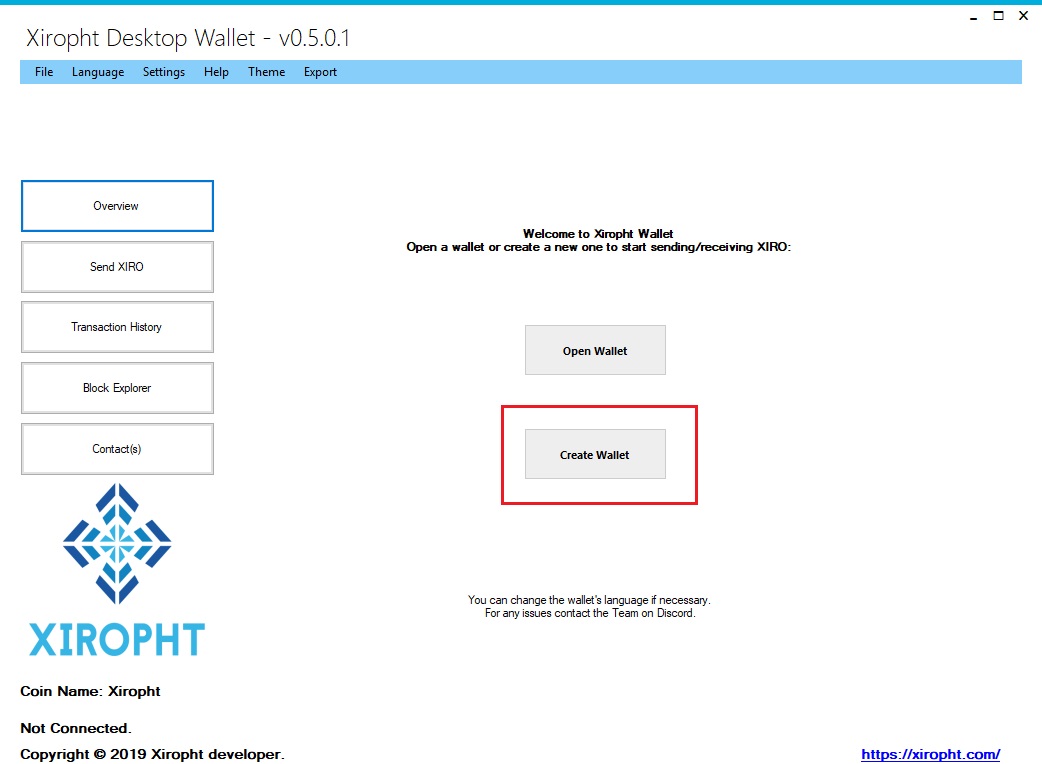 Xiropht Desktop Wallet - v0.5.0.1
File Language Settings Help Theme Export
Overview
Send XIRO
Transaction History
Block Explorer
Contact(s)
Welcome to Xiropht Wallet
Open a wallet or create a new one to start sending/receiving XIRO:
Open Wallet
Create Wallet
You can change the wallet's language if necessary.
For any issues contact the Team on Discord.
XIROPHT
Coin Name: Xiropht
Not Connected.
Copyright © 2019 Xiropht developer.
https://xiropht.com/